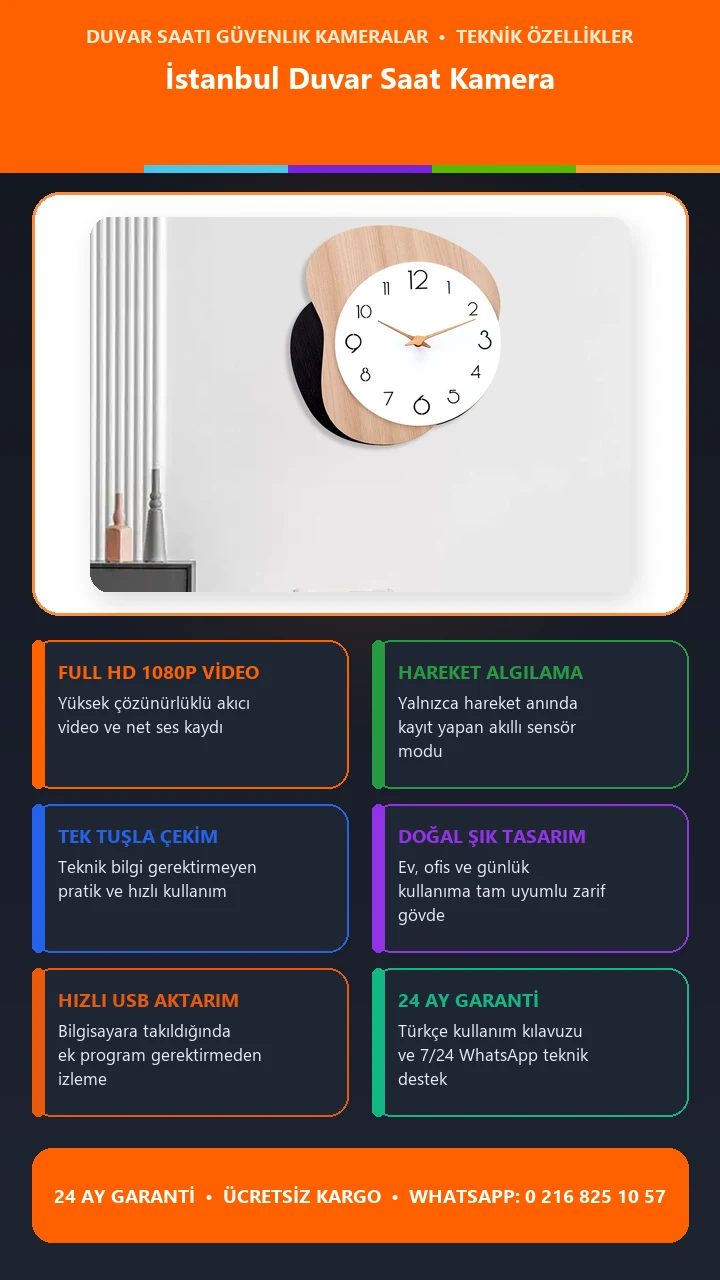 DUVAR SAATI GÜVENLIK KAMERALAR • TEKNİK ÖZELLİKLER
İstanbul Duvar Saat Kamera
12
11 1
10 2
9 3
8 4
7 5
6
FULL HD 1080P VİDEO
Yüksek çözünürlüklü akıcı
video ve net ses kaydı
HAREKET ALGILAMA
Yalnızca hareket anında
kayıt yapan akıllı sensör
modu
TEK TUŞLA ÇEKİM
Teknik bilgi gerektirmeyen
pratik ve hızlı kullanım
DOĞAL ŞIK TASARIM
Ev, ofis ve günlük
kullanıma tam uyumlu zarif
gövde
HIZLI USB AKTARIM
Bilgisayara takıldığında
ek program gerektirmeden
izleme
24 AY GARANTİ
Türkçe kullanım kılavuzu
ve 7/24 WhatsApp teknik
destek
24 AY GARANTİ • ÜCRETSİZ KARGO • WHATSAPP: 0 216 825 10 57